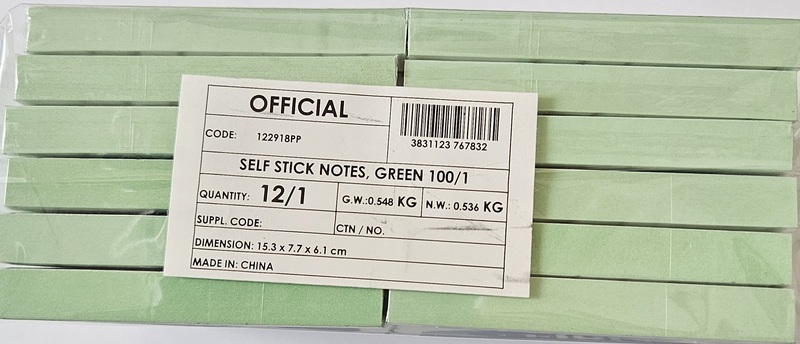 OFFICIAL
3831123 767832
CODE: 122918PP
SELF STICK NOTES, GREEN 100/1
QUANTITY: 12/1 G.W.:0.548 KG N.W.: 0.536 KG
SUPPL. CODE: CTN / NO.
DIMENSION: 15.3 x 7.7 x 6.1 cm
MADE IN: CHINA